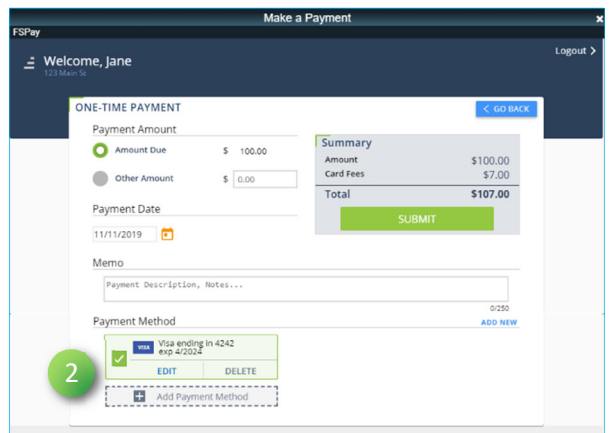 Make a Payment x
FSPay
Logout >
Welcome, Jane
123 Main St
ONE-TIME PAYMENT
< GO BACK
Payment Amount
Amount Due $ 100.00
Other Amount $ 0.00
Summary
Amount $100.00
Card Fees $7.00
Total $107.00
SUBMIT
Payment Date
11/11/2019
Memo
Payment Description, Notes...
0/250
Payment Method
ADD NEW
VISA Visa ending in 4242
exp 4/2024
EDIT DELETE
2
+ Add Payment Method